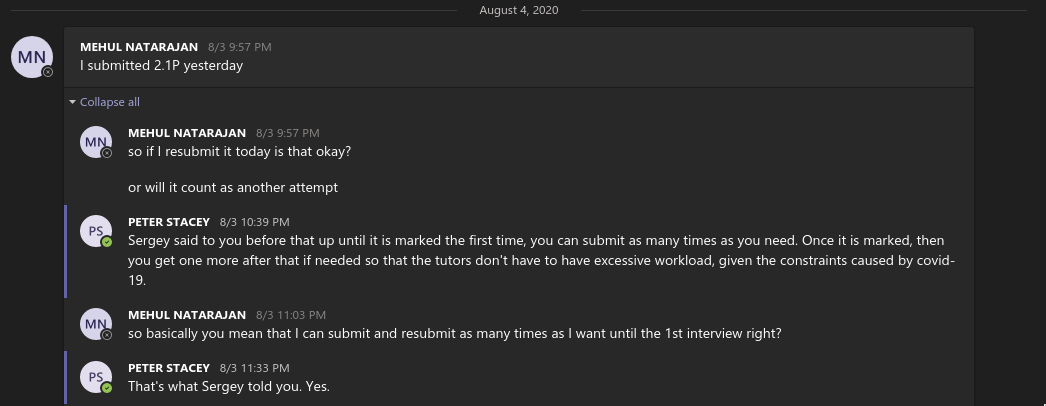 August 4, 2020
MN
MEHUL NATARAJAN 8/3 9:57 PM
I submitted 2.1P yesterday
Collapse all
MN
MEHUL NATARAJAN 8/3 9:57 PM
so if I resubmit it today is that okay?
or will it count as another attempt
PS
PETER STACEY 8/3 10:39 PM
Sergey said to you before that up until it is marked the first time, you can submit as many times as you need. Once it is marked, then
you get one more after that if needed so that the tutors don't have to have excessive workload, given the constraints caused by covid-
19.
MN
MEHUL NATARAJAN 8/3 11:03 PM
so basically you mean that I can submit and resubmit as many times as I want until the 1st interview right?
PS
PETER STACEY 8/3 11:33 PM
That's what Sergey told you. Yes.